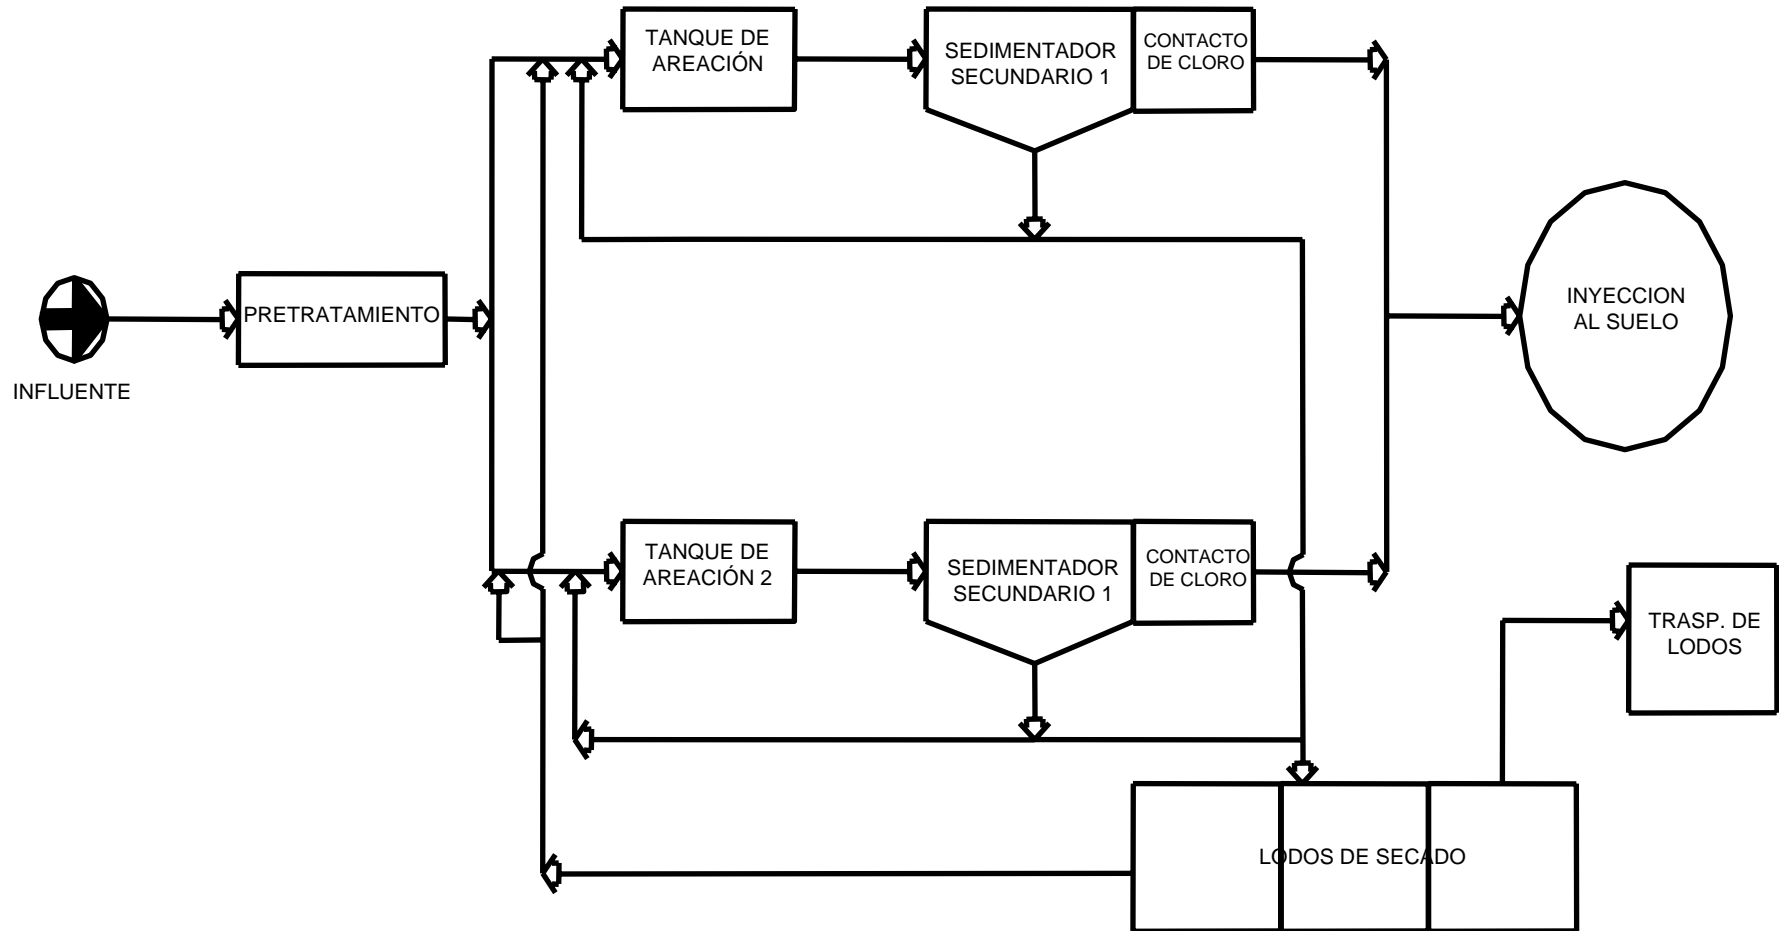 TANQUE DE
AREACIÓN
SEDIMENTADOR
SECUNDARIO 1
CONTACTO
DE CLORO
PRETRATAMIENTO
INFLUENTE
INYECCION
AL SUELO
TANQUE DE
AREACIÓN 2
SEDIMENTADOR
SECUNDARIO 1
CONTACTO
DE CLORO
TRASP. DE
LODOS
LODOS DE SECADO